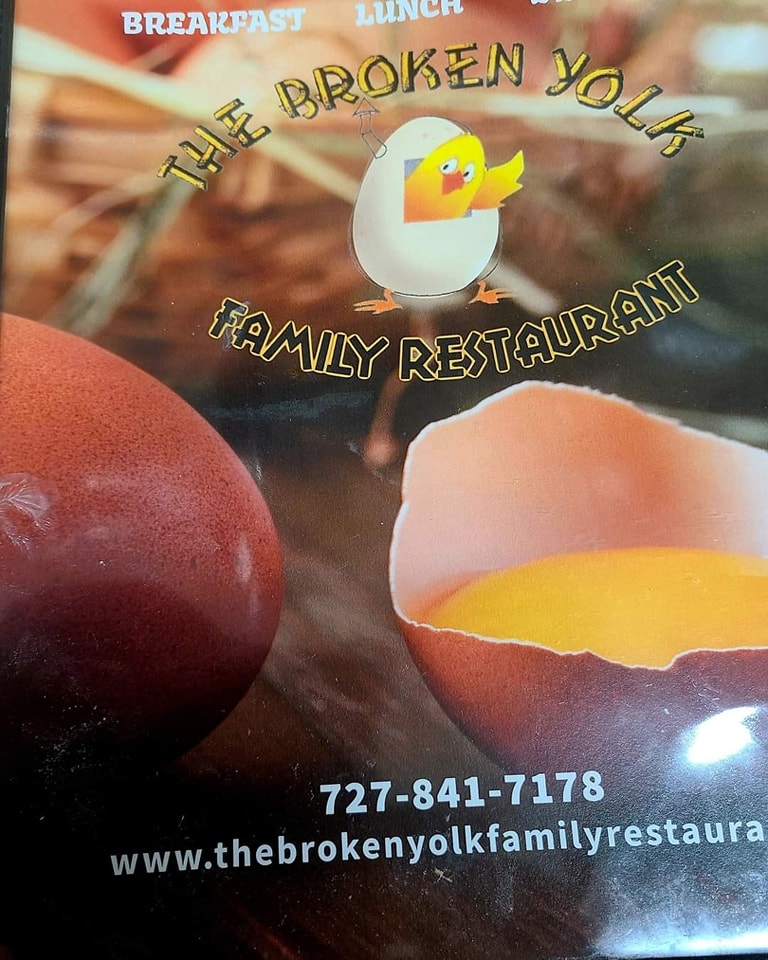 BREAKFAST LUNCH
THE BROKEN YOLK
FAMILY RESTAURANT
727-841-7178
www.thebrokenyolkfamilyrestaura